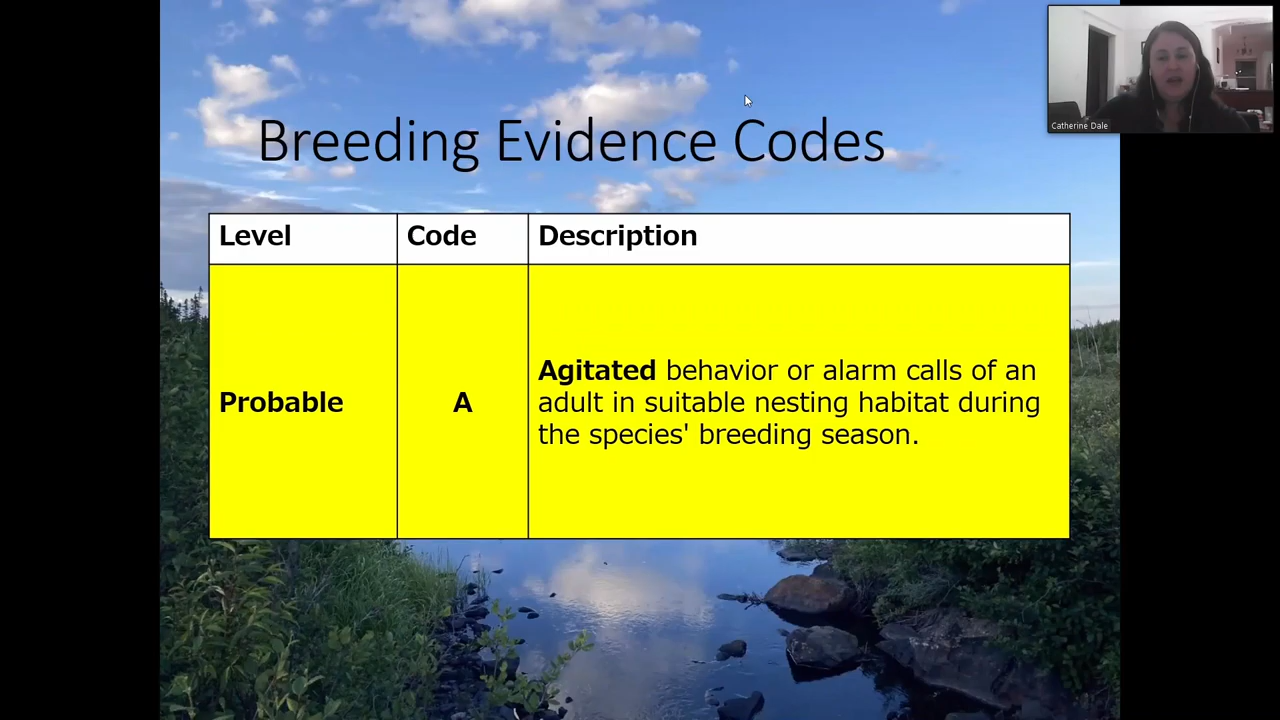 Catherine Dale
Breeding Evidence Codes
Level Code Description
Probable A Agitated behavior or alarm calls of an
adult in suitable nesting habitat during
the species' breeding season.